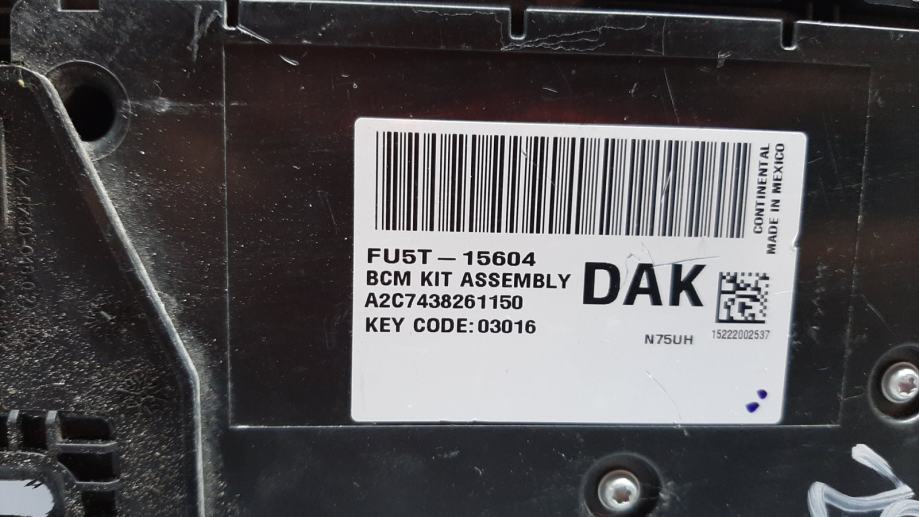 CONTINENTAL
MADE IN MEXICO
FU5T-15604
BCM KIT ASSEMBLY
DAK
A2C7438261150
KEY CODE: 03016
N75UH
15222002537